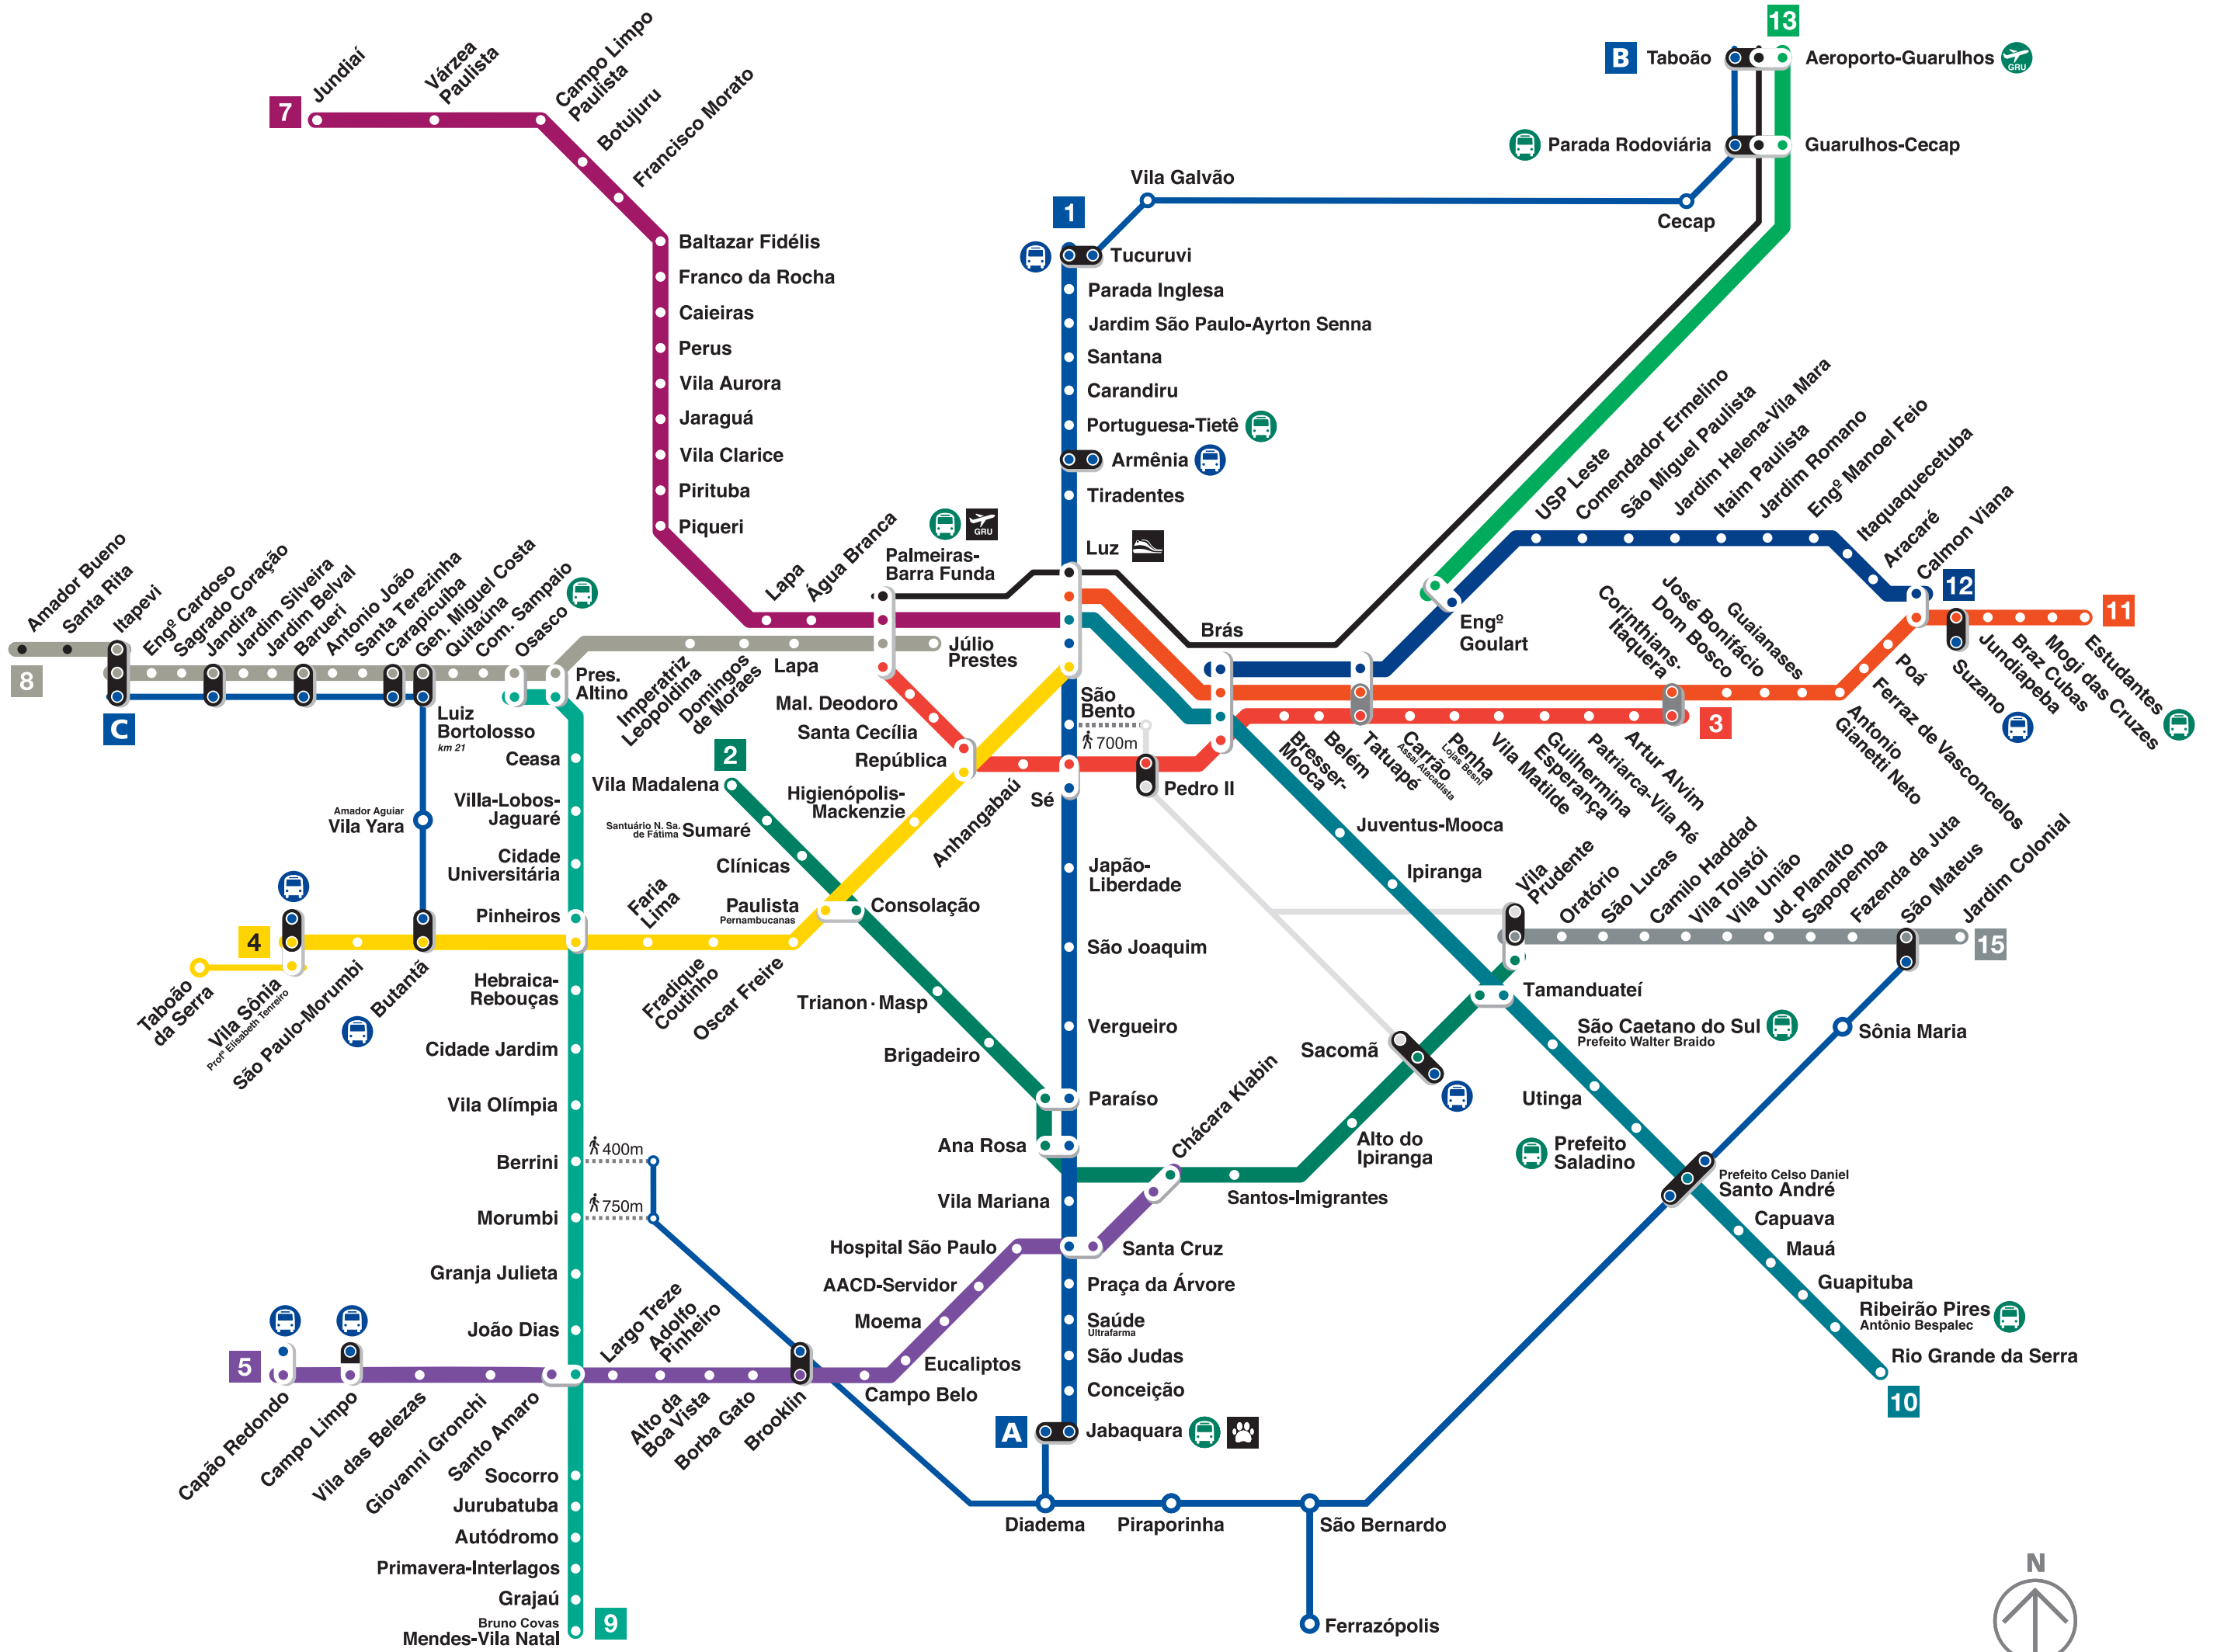 13
B
Taboão
Aeroporto-Guarulhos
GRU
Parada Rodoviária
Guarulhos-Cecap
Vila Galvão
Cecap
7
Jundiaí
Várzea
Paulista
Campo Limpo
Paulista
Botujuru
Francisco Morato
Baltazar Fidélis
Franco da Rocha
Caieiras
Perus
Vila Aurora
Jaraguá
Vila Clarice
Pirituba
Piqueri
Lapa
Água Branca
GRU
Palmeiras-
Barra Funda
1
Tucuruvi
Parada Inglesa
Jardim São Paulo-Ayrton Senna
Santana
Carandiru
Portuguesa-Tietê
Armênia
Tiradentes
Luz
São
Bento
700m
Sé
Japão-
Liberdade
São Joaquim
Vergueiro
Paraíso
Ana Rosa
Vila Mariana
Santa Cruz
Praça da Árvore
Saúde
Ultrafarma
São Judas
Conceição
A
Jabaquara
Brás
Engº
Goulart
USP Leste
Comendador Ermelino
São Miguel Paulista
Jardim Helena-Vila Mara
Itaim Paulista
Jardim Romano
Engº Manoel Feio
Itaquaquecetuba
Aracaré
Calmon Viana
12
11
Corinthians-
Itaquera
Dom Bosco
José Bonifácio
Guaianases
Antonio
Gianetti Neto
Ferraz de Vasconcelos
Poá
Suzano
Jundiapeba
Braz Cubas
Mogi das Cruzes
Estudantes
Amador Bueno
Santa Rita
Itapevi
Engº Cardoso
Sagrado Coração
Jandira
Jardim Silveira
Jardim Belval
Barueri
Antonio João
Santa Terezinha
Carapicuíba
Gen. Miguel Costa
Quitaúna
Com. Sampaio
Osasco
8
C
Pres.
Altino
Imperatriz
Leopoldina
Domingos
de Moraes
Lapa
Júlio
Prestes
Luiz
Bortolosso
km 21
Amador Aguiar
Vila Yara
Mal. Deodoro
Santa Cecília
República
Anhangabaú
Pedro II
3
Bresser-
Mooca
Belém
Tatuapé
Carrão
Assaí Atacadista
Penha
Lojas Besni
Vila Matilde
Guilhermina
Esperança
Patriarca-Vila Ré
Artur Alvim
2
Vila Madalena
Santuário N. Sa.
de Fátima
Sumaré
Clínicas
Consolação
Trianon · Masp
Brigadeiro
Chácara Klabin
Santos-Imigrantes
Alto do
Ipiranga
Sacomã
Tamanduateí
Vila
Prudente
Oratório
São Lucas
Camilo Haddad
Vila Tolstói
Vila União
Jd. Planalto
Sapopemba
Fazenda da Juta
São Mateus
Jardim Colonial
15
Sônia Maria
Juventus-Mooca
Ipiranga
São Caetano do Sul
Prefeito Walter Braido
Utinga
Prefeito
Saladino
Prefeito Celso Daniel
Santo André
Capuava
Mauá
Guapituba
Ribeirão Pires
Antônio Bespalec
Rio Grande da Serra
10
4
Taboão
da Serra
Vila Sônia
Profª Elisabeth Tenreiro
São Paulo-Morumbi
Butantã
Faria
Lima
Fradique
Coutinho
Oscar Freire
Paulista
Pernambucanas
Higienópolis-
Mackenzie
Ceasa
Villa-Lobos-
Jaguaré
Cidade
Universitária
Pinheiros
Hebraica-
Rebouças
Cidade Jardim
Vila Olímpia
Berrini
400m
Morumbi
750m
Granja Julieta
João Dias
Socorro
Jurubatuba
Autódromo
Primavera-Interlagos
Grajaú
Bruno Covas
Mendes-Vila Natal
9
5
Capão Redondo
Campo Limpo
Vila das Belezas
Giovanni Gronchi
Santo Amaro
Largo Treze
Adolfo
Pinheiro
Alto da
Boa Vista
Borba Gato
Brooklin
Campo Belo
Eucaliptos
Moema
AACD-Servidor
Hospital São Paulo
Diadema
Piraporinha
São Bernardo
Ferrazópolis
N